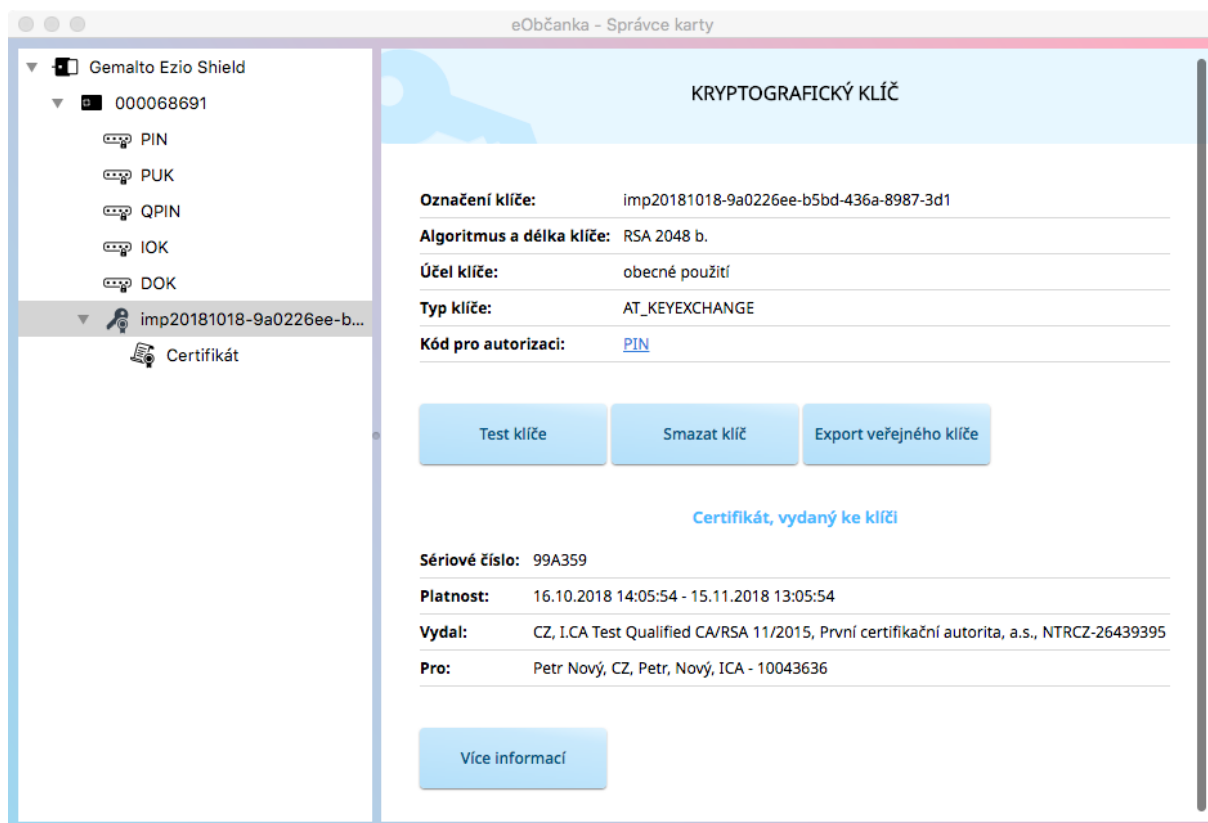 eObčanka - Správce karty
Gemalto Ezio Shield
000068691
PIN
PUK
QPIN
IOK
DOK
imp20181018-9a0226ee-b...
Certifikát
KRYPTOGRAFICKÝ KLÍČ
Označení klíče: imp20181018-9a0226ee-b5bd-436a-8987-3d1
Algoritmus a délka klíče: RSA 2048 b.
Účel klíče: obecné použití
Typ klíče: AT_KEYEXCHANGE
Kód pro autorizaci: PIN
Test klíče Smazat klíč Export veřejného klíče
Certifikát, vydaný ke klíči
Sériové číslo: 99A359
Platnost: 16.10.2018 14:05:54 - 15.11.2018 13:05:54
Vydal: CZ, I.CA Test Qualified CA/RSA 11/2015, První certifikační autorita, a.s., NTRCZ-26439395
Pro: Petr Nový, CZ, Petr, Nový, ICA - 10043636
Více informací